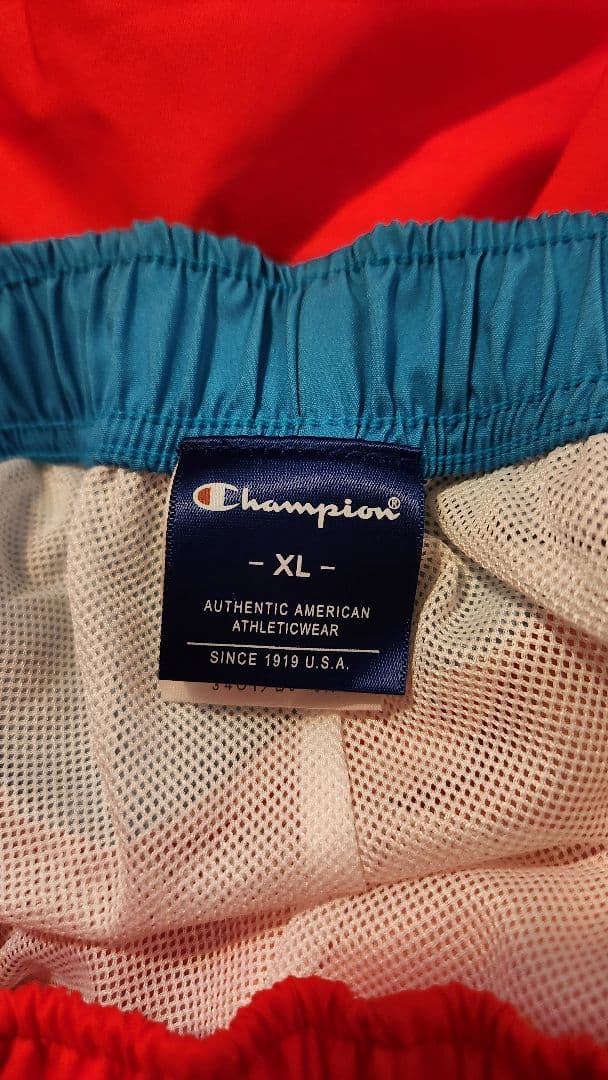 Champion®
- XL -
AUTHENTIC AMERICAN
ATHLETICWEAR
SINCE 1919 U.S.A.